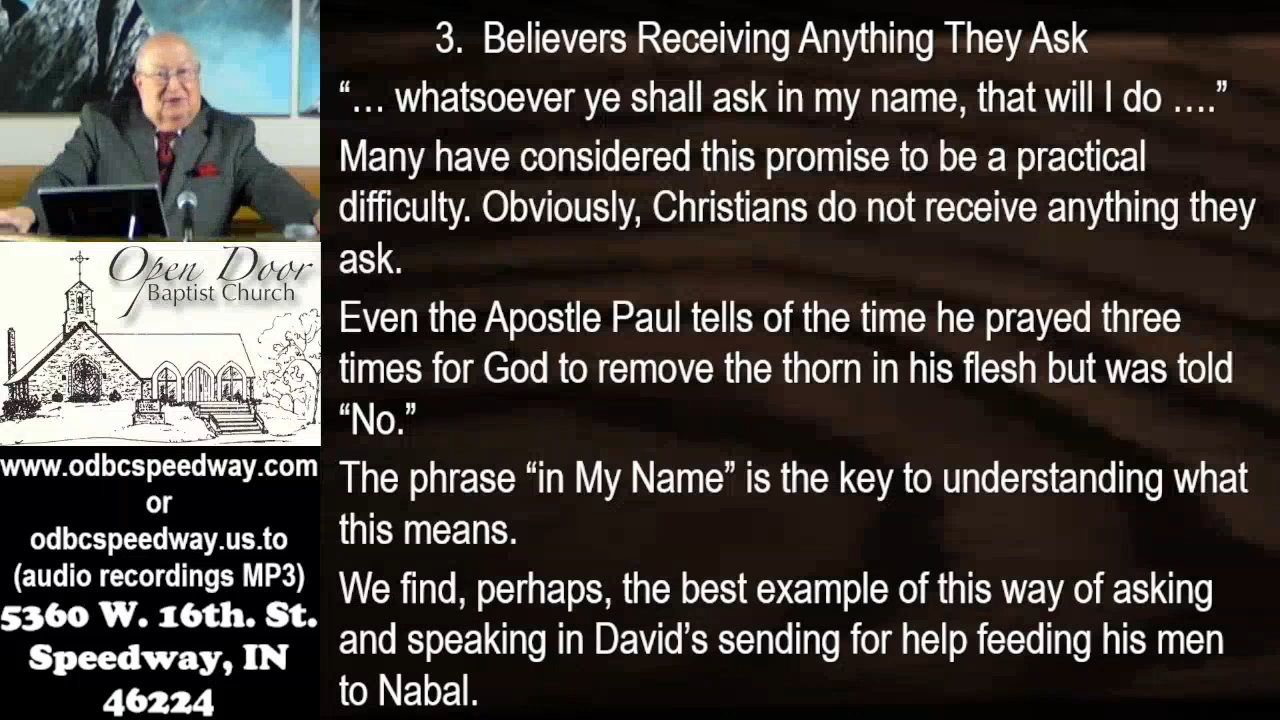 3. Believers Receiving Anything They Ask
“… whatsoever ye shall ask in my name, that will I do ….”
Many have considered this promise to be a practical
difficulty. Obviously, Christians do not receive anything they
ask.
Even the Apostle Paul tells of the time he prayed three
times for God to remove the thorn in his flesh but was told
“No.”
The phrase “in My Name” is the key to understanding what
this means.
We find, perhaps, the best example of this way of asking
and speaking in David’s sending for help feeding his men
to Nabal.
Open Door
Baptist Church
www.odbcspeedway.com
or
odbcspeedway.us.to
(audio recordings MP3)
5360 W. 16th. St.
Speedway, IN
46224